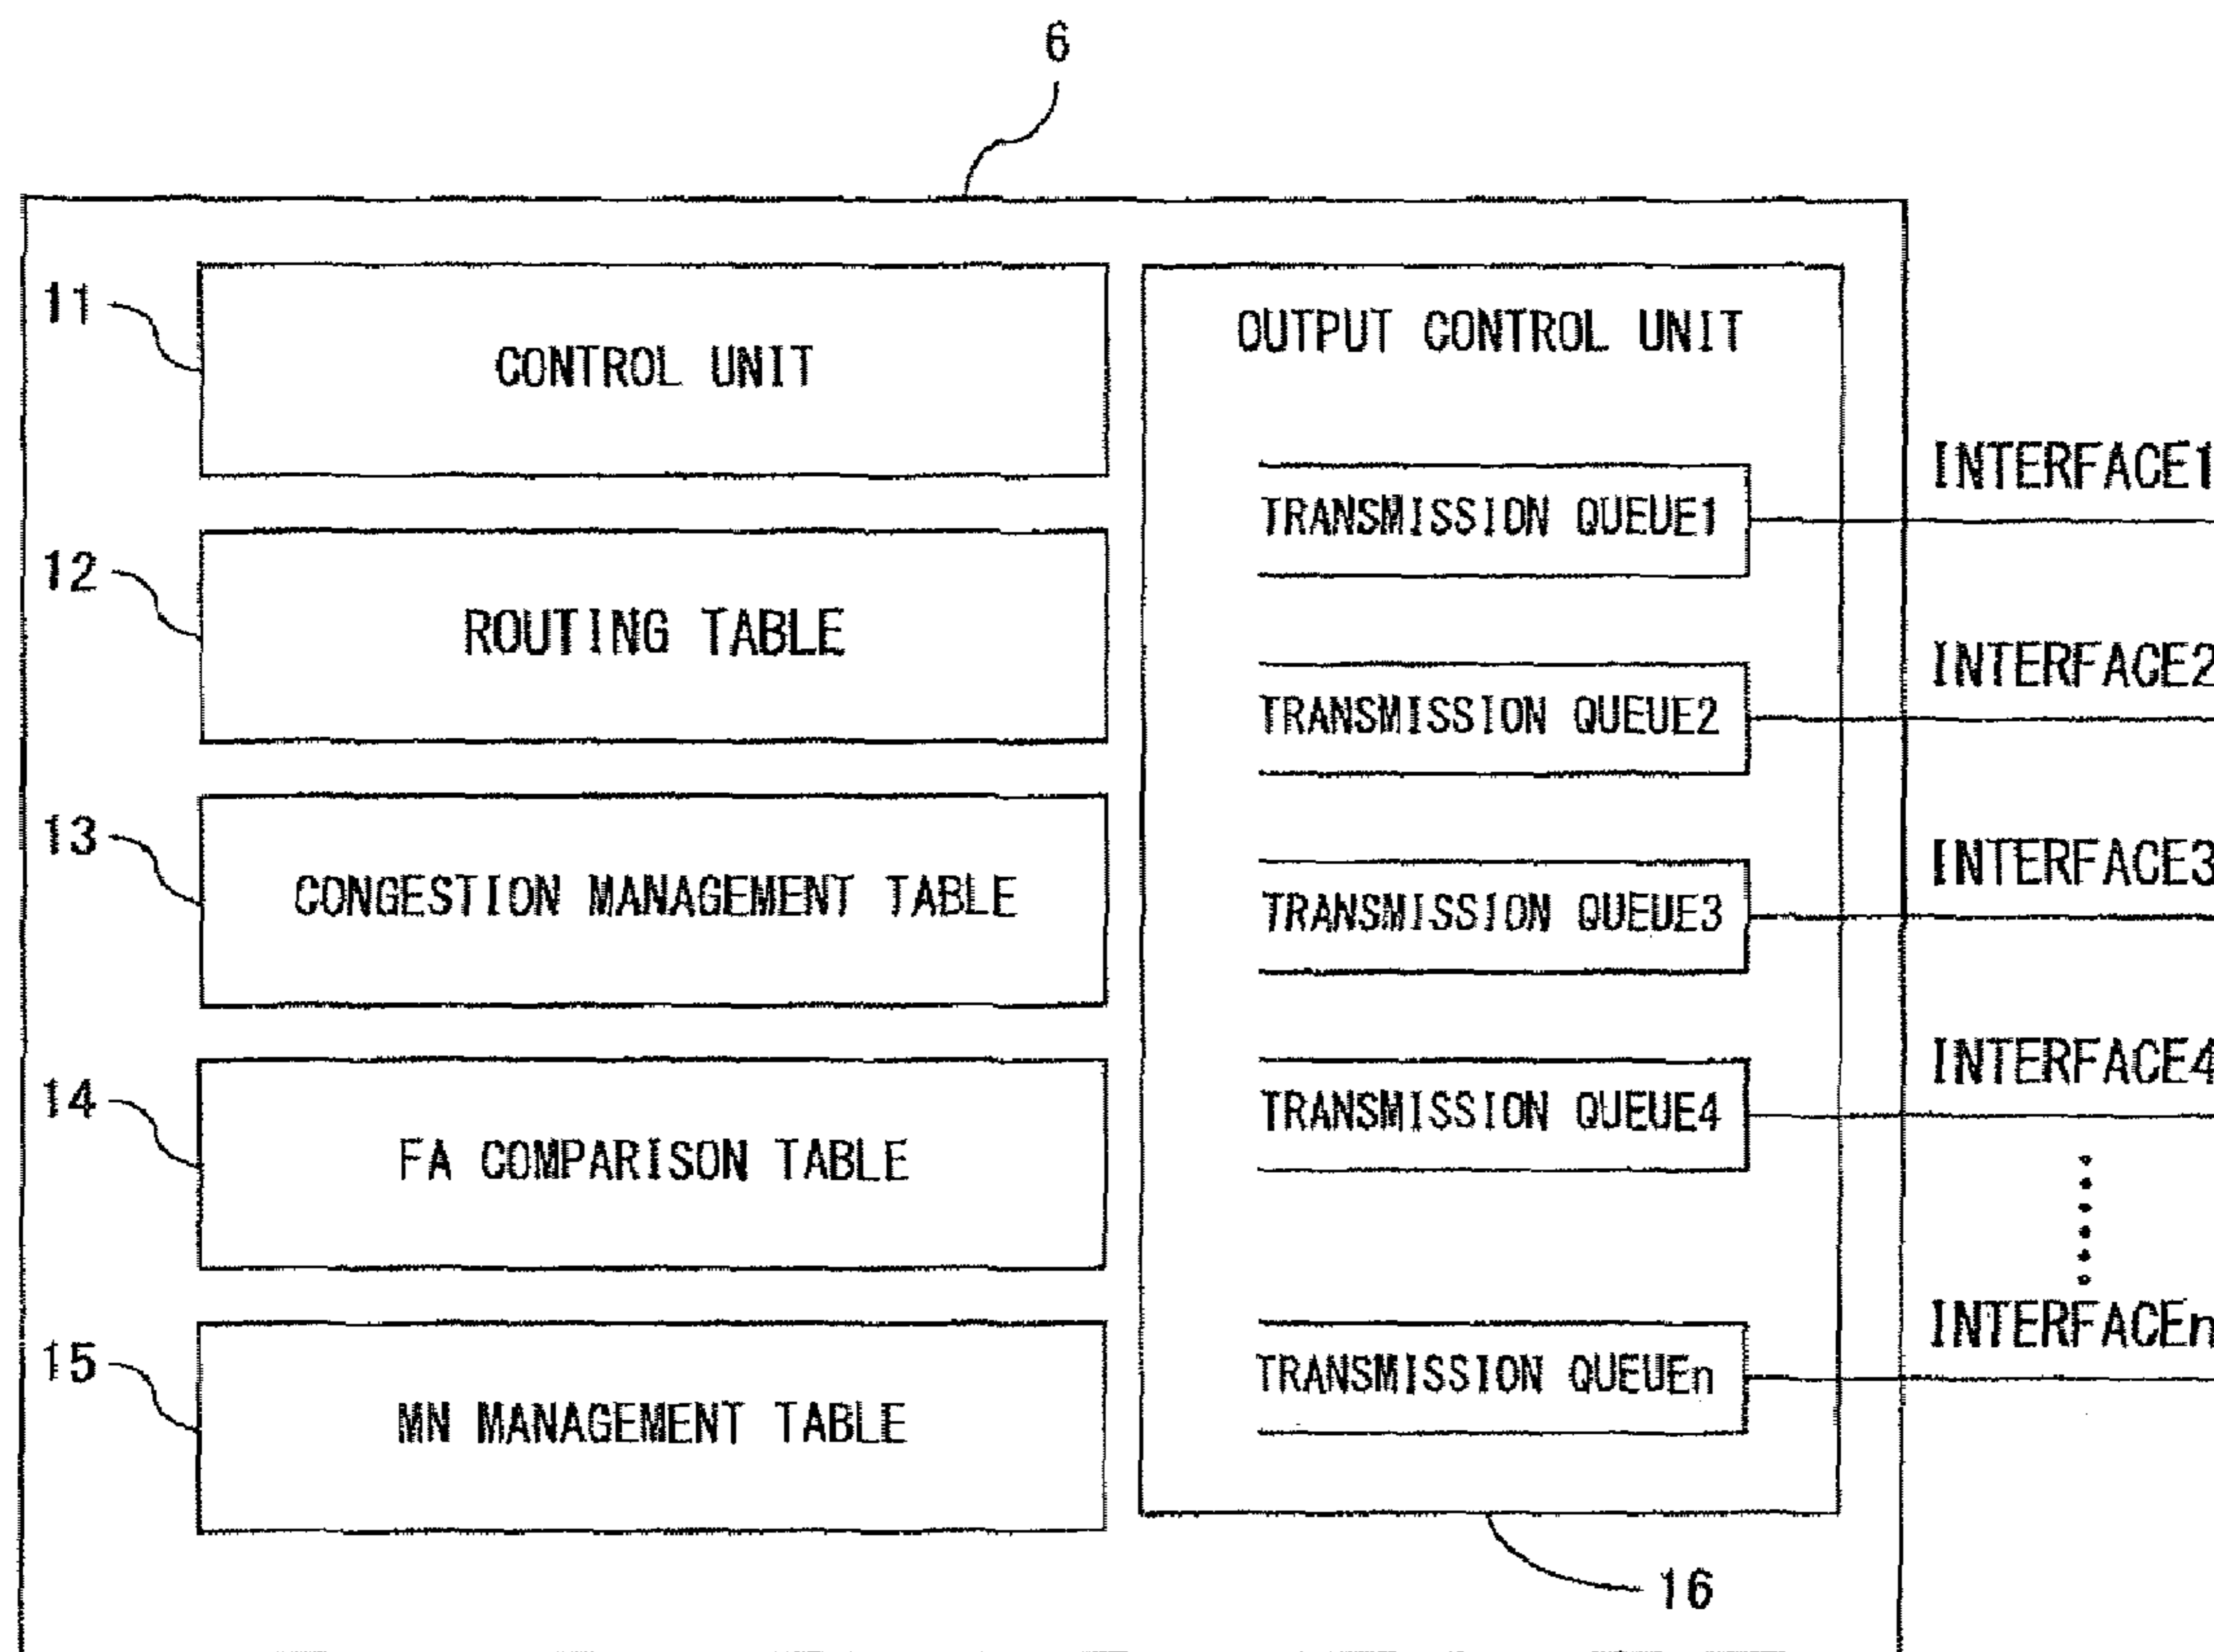 6
11
CONTROL UNIT
12
ROUTING TABLE
13
CONGESTION MANAGEMENT TABLE
14
FA COMPARISON TABLE
15
MN MANAGEMENT TABLE
OUTPUT CONTROL UNIT
TRANSMISSION QUEUE1
TRANSMISSION QUEUE2
TRANSMISSION QUEUE3
TRANSMISSION QUEUE4
TRANSMISSION QUEUEn
16
INTERFACE1
INTERFACE2
INTERFACE3
INTERFACE4
INTERFACEn